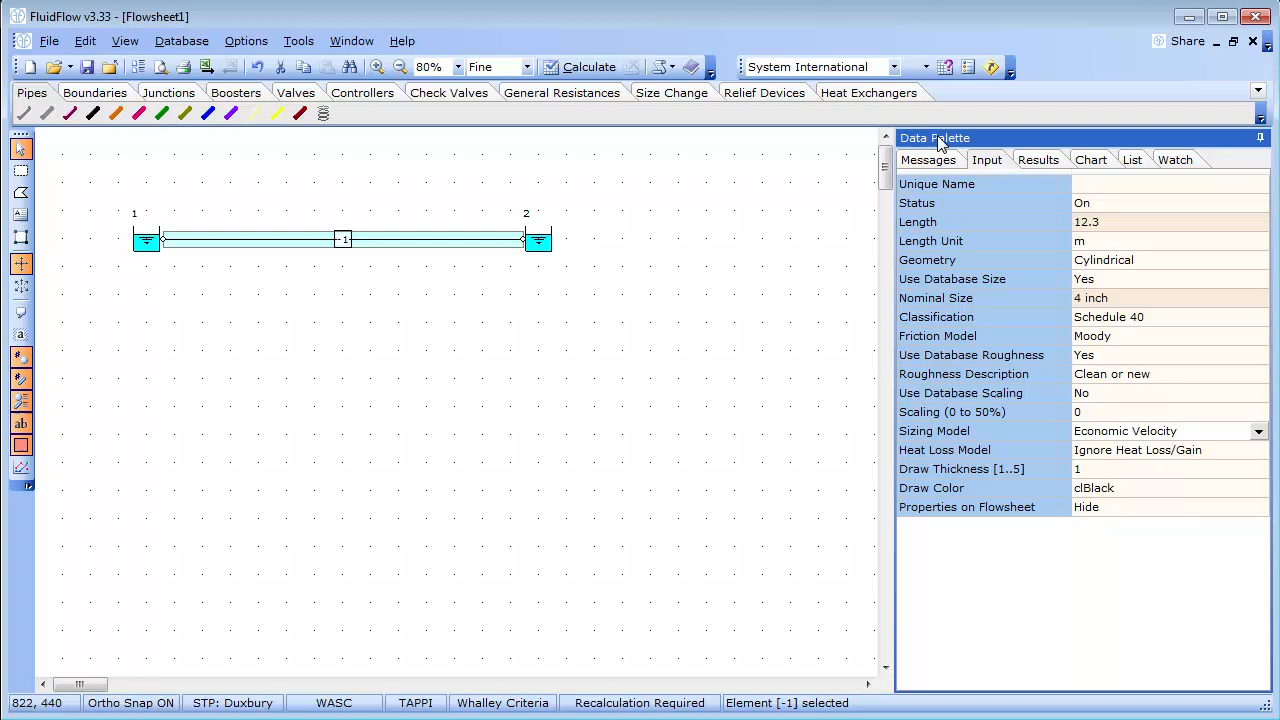 FluidFlow v3.33 - [Flowsheet1]
File Edit View Database Options Tools Window Help Share
80% Fine Calculate System International
Pipes Boundaries Junctions Boosters Valves Controllers Check Valves General Resistances Size Change Relief Devices Heat Exchangers
Data Palette
Messages Input Results Chart List Watch
Unique Name
Status On
Length 12.3
Length Unit m
Geometry Cylindrical
Use Database Size Yes
Nominal Size 4 inch
Classification Schedule 40
Friction Model Moody
Use Database Roughness Yes
Roughness Description Clean or new
Use Database Scaling No
Scaling (0 to 50%) 0
Sizing Model Economic Velocity
Heat Loss Model Ignore Heat Loss/Gain
Draw Thickness [1..5] 1
Draw Color clBlack
Properties on Flowsheet Hide
1 2
-1
a
ab
822, 440 Ortho Snap ON STP: Duxbury WASC TAPPI Whalley Criteria Recalculation Required Element [-1] selected